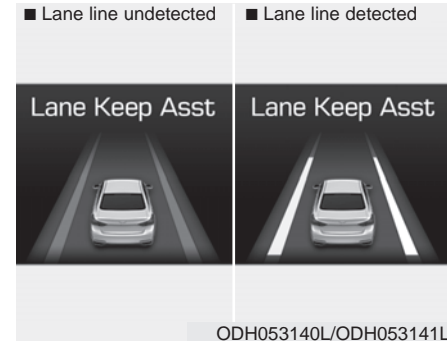 ■ Lane line undetected
■ Lane line detected
Lane Keep Asst
Lane Keep Asst
ODH053140L/ODH053141L